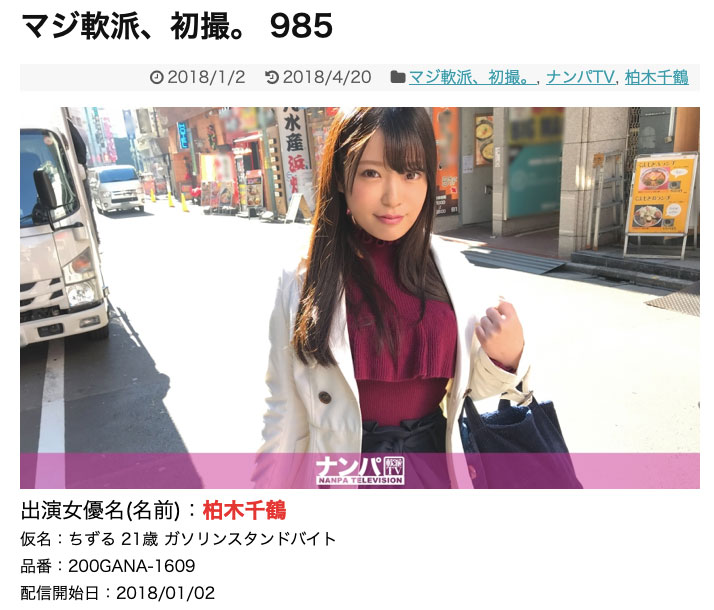 マジ軟派、初撮。 985
2018/1/2 2018/4/20 マジ軟派、初撮。, ナンパTV, 柏木千鶴
水産
ナンパ 軟派TV
NANPA TELEVISION
出演女優名(名前)：柏木千鶴
仮名：ちずる 21歳 ガソリンスタンドバイト
品番：200GANA-1609
配信開始日：2018/01/02